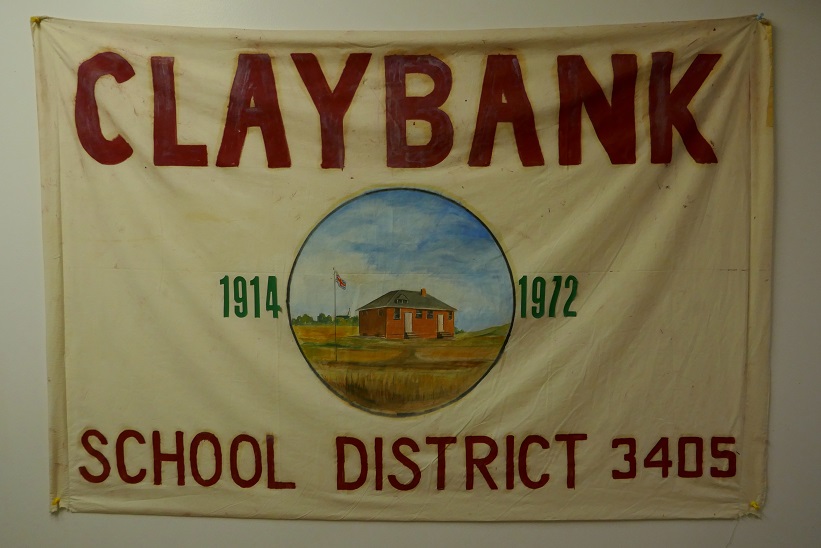 CLAYBANK
1914 1972
SCHOOL DISTRICT 3405